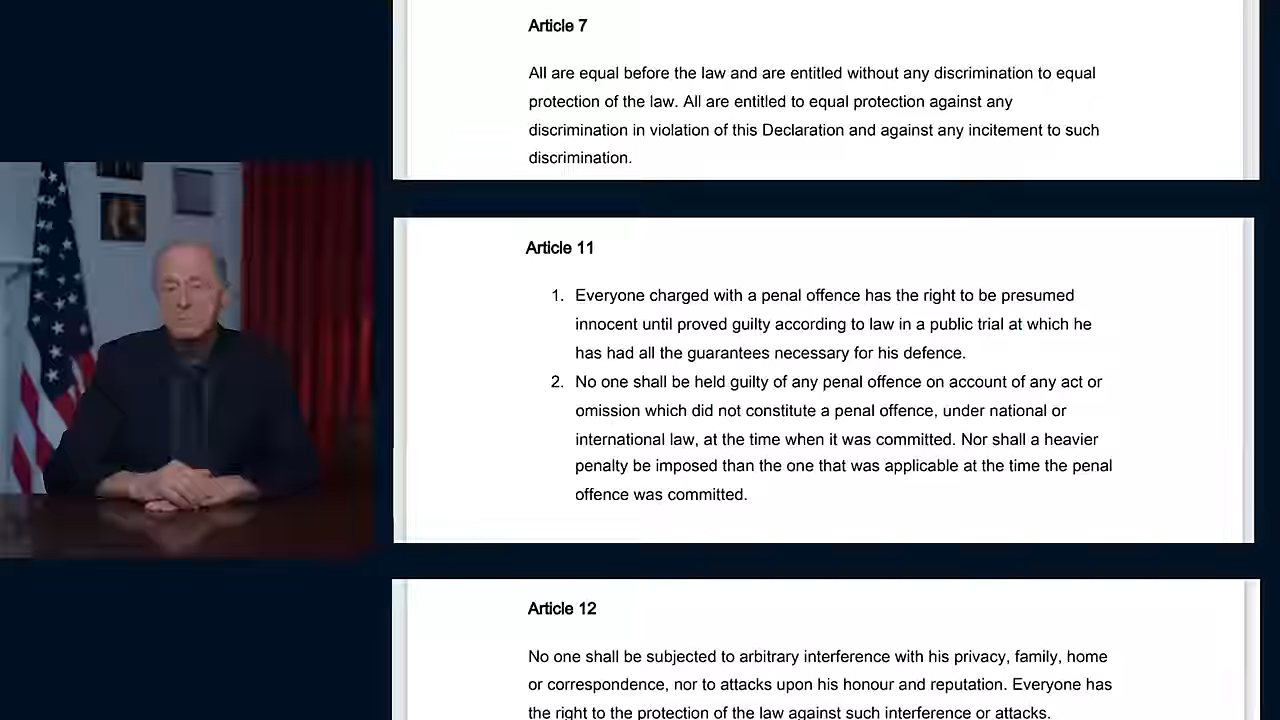 Article 7
All are equal before the law and are entitled without any discrimination to equal
protection of the law. All are entitled to equal protection against any
discrimination in violation of this Declaration and against any incitement to such
discrimination.
Article 11
1. Everyone charged with a penal offence has the right to be presumed
innocent until proved guilty according to law in a public trial at which he
has had all the guarantees necessary for his defence.
2. No one shall be held guilty of any penal offence on account of any act or
omission which did not constitute a penal offence, under national or
international law, at the time when it was committed. Nor shall a heavier
penalty be imposed than the one that was applicable at the time the penal
offence was committed.
Article 12
No one shall be subjected to arbitrary interference with his privacy, family, home
or correspondence, nor to attacks upon his honour and reputation. Everyone has
the right to the protection of the law against such interference or attacks.